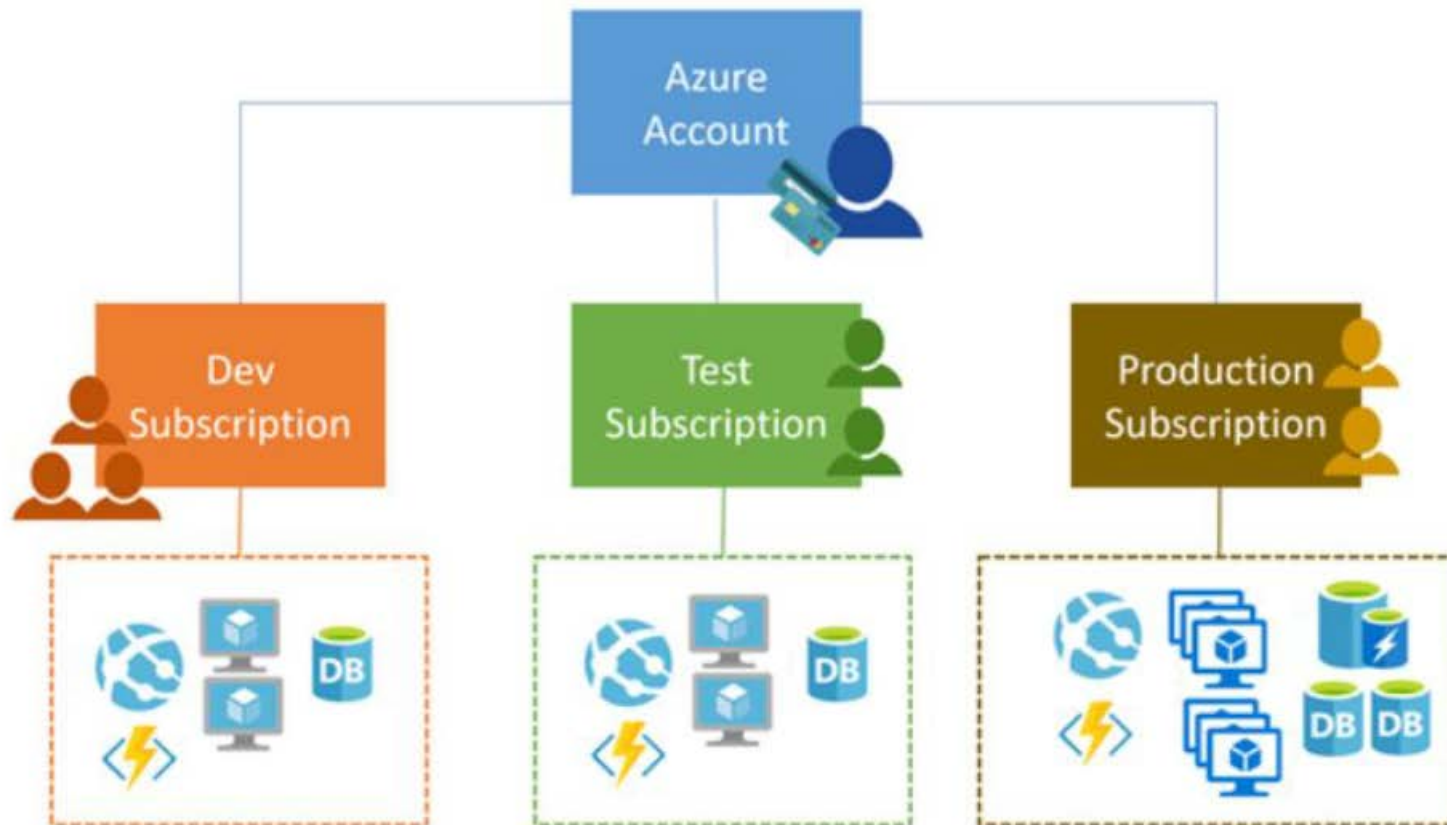 Azure
Account
Dev
Subscription
Test
Subscription
Production
Subscription
DB
DB
DB
DB